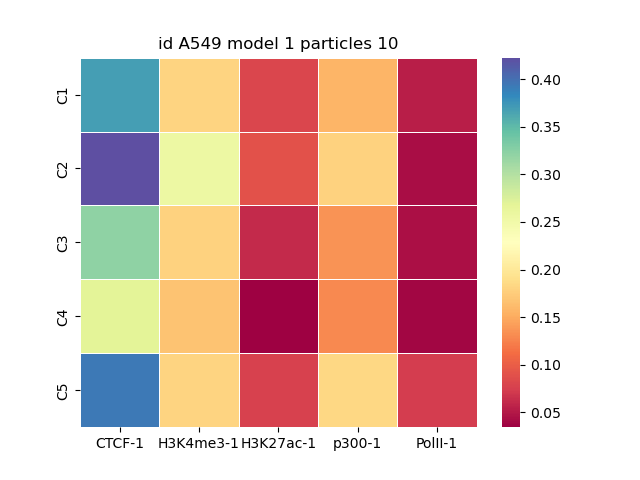 id A549 model 1 particles 10
C1
C2
C3
C4
C5
CTCF-1 H3K4me3-1 H3K27ac-1 p300-1 PolII-1
0.40
0.35
0.30
0.25
0.20
0.15
0.10
0.05